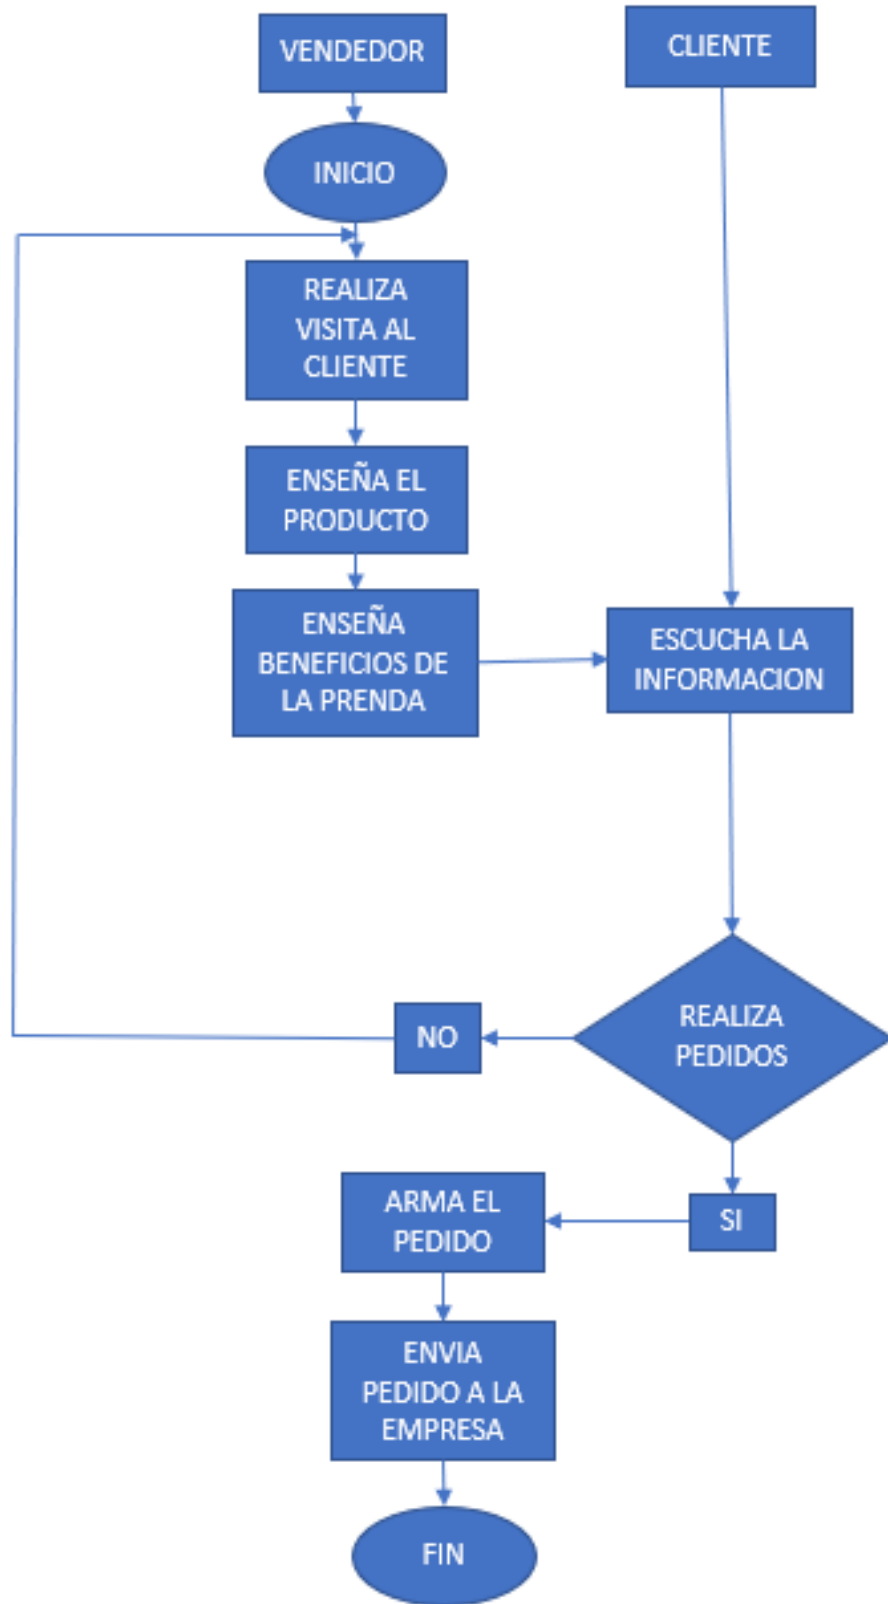 VENDEDOR
CLIENTE
INICIO
REALIZA
VISITA AL
CLIENTE
ENSEÑA EL
PRODUCTO
ENSEÑA
BENEFICIOS DE
LA PRENDA
ESCUCHA LA
INFORMACION
REALIZA
PEDIDOS
NO
SI
ARMA EL
PEDIDO
ENVIA
PEDIDO A LA
EMPRESA
FIN